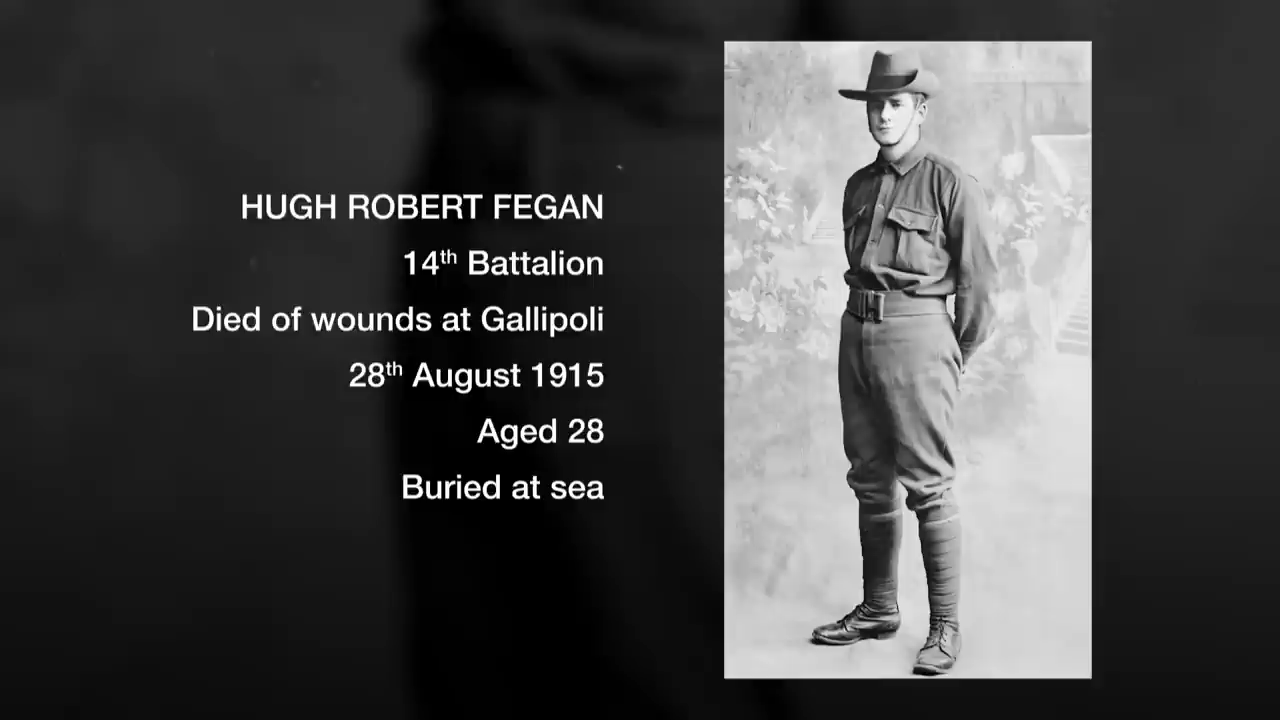 HUGH ROBERT FEGAN
14th Battalion
Died of wounds at Gallipoli
28th August 1915
Aged 28
Buried at sea